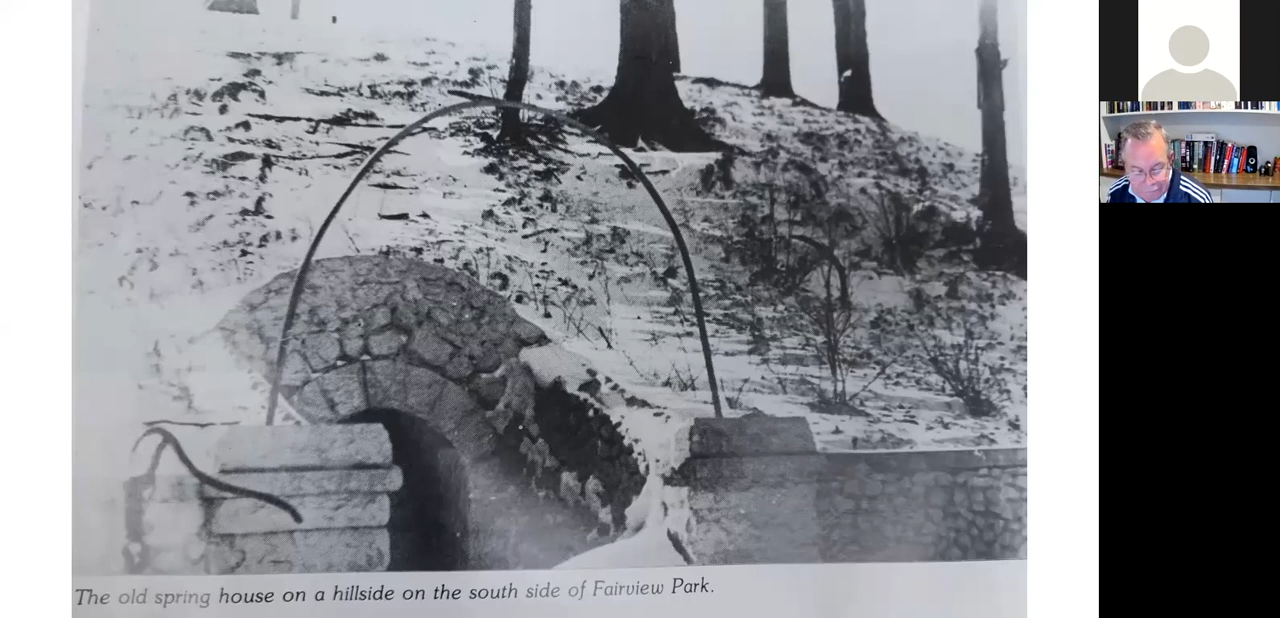 The old spring house on a hillside on the south side of Fairview Park.